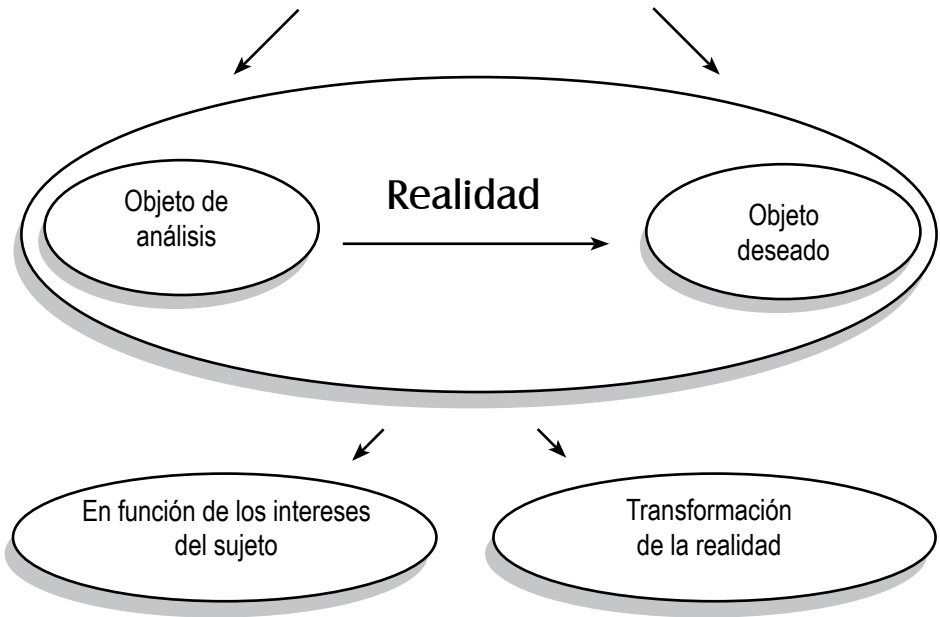 Realidad
Objeto de
análisis
Objeto
deseado
En función de los intereses
del sujeto
Transformación
de la realidad